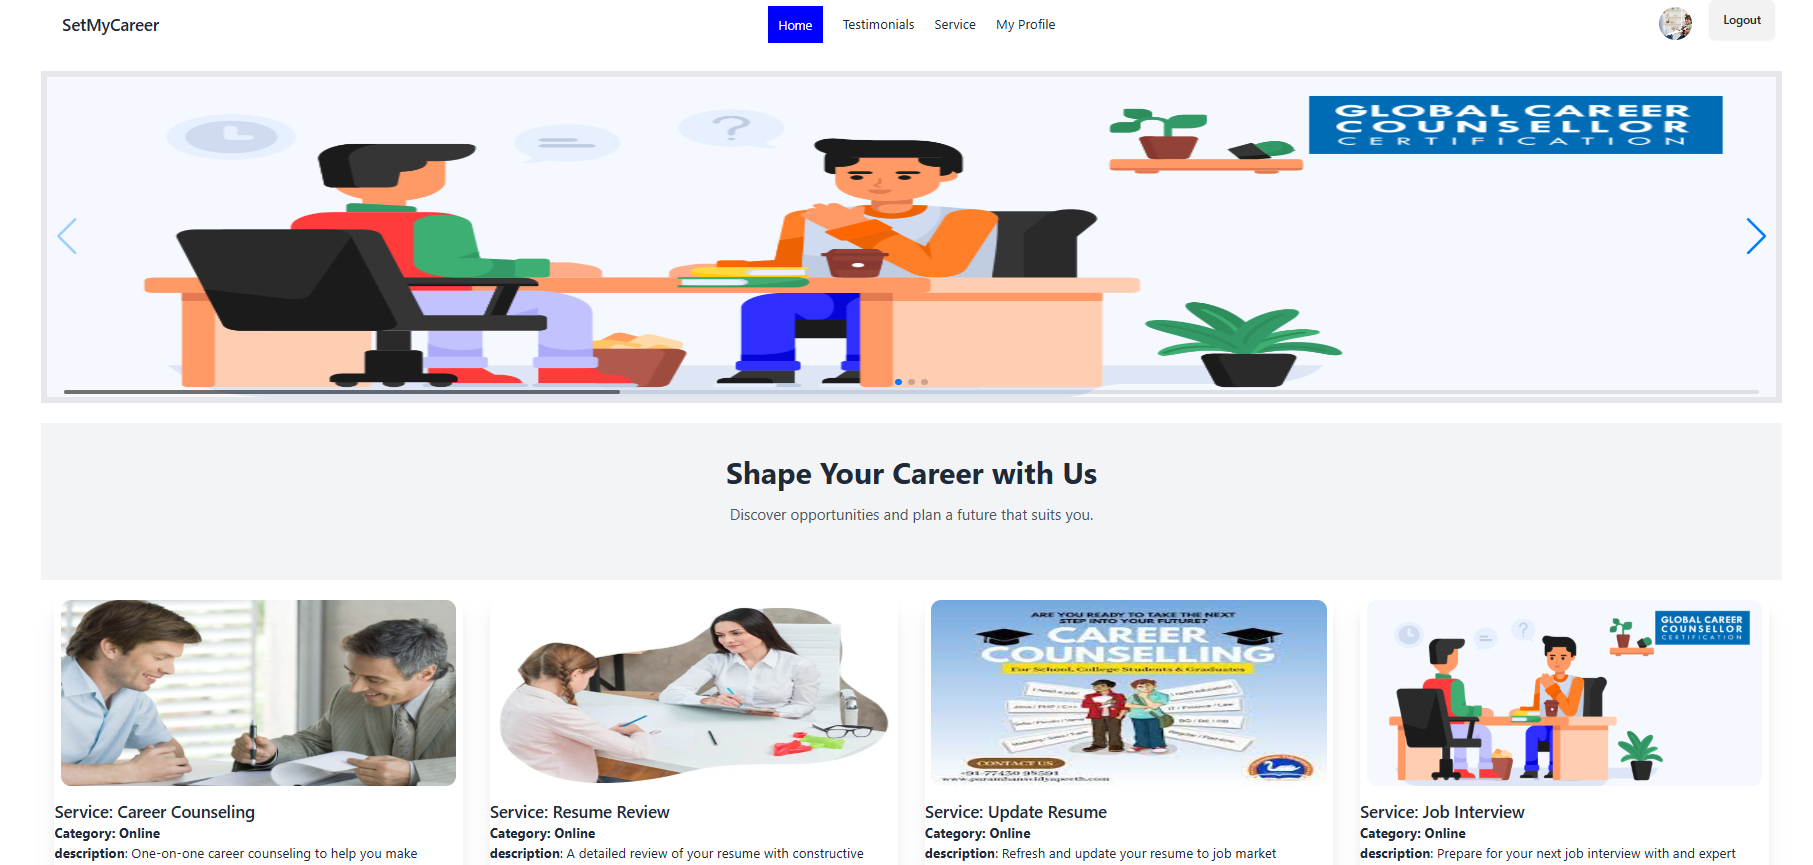 SetMyCareer
Home
Testimonials
Service
My Profile
Logout
GLOBAL CAREER
COUNSELLOR
CERTIFICATION
?
Shape Your Career with Us
Discover opportunities and plan a future that suits you.
ARE YOU READY TO TAKE THE NEXT
STEP INTO YOUR FUTURE?
CAREER
COUNSELLING
For School, College Students & Graduates
CONTACT US
GLOBAL CAREER
COUNSELLOR
CERTIFICATION
?
Service: Career Counseling
Category: Online
description: One-on-one career counseling to help you make
Service: Resume Review
Category: Online
description: A detailed review of your resume with constructive
Service: Update Resume
Category: Online
description: Refresh and update your resume to job market
Service: Job Interview
Category: Online
description: Prepare for your next job interview with and expert